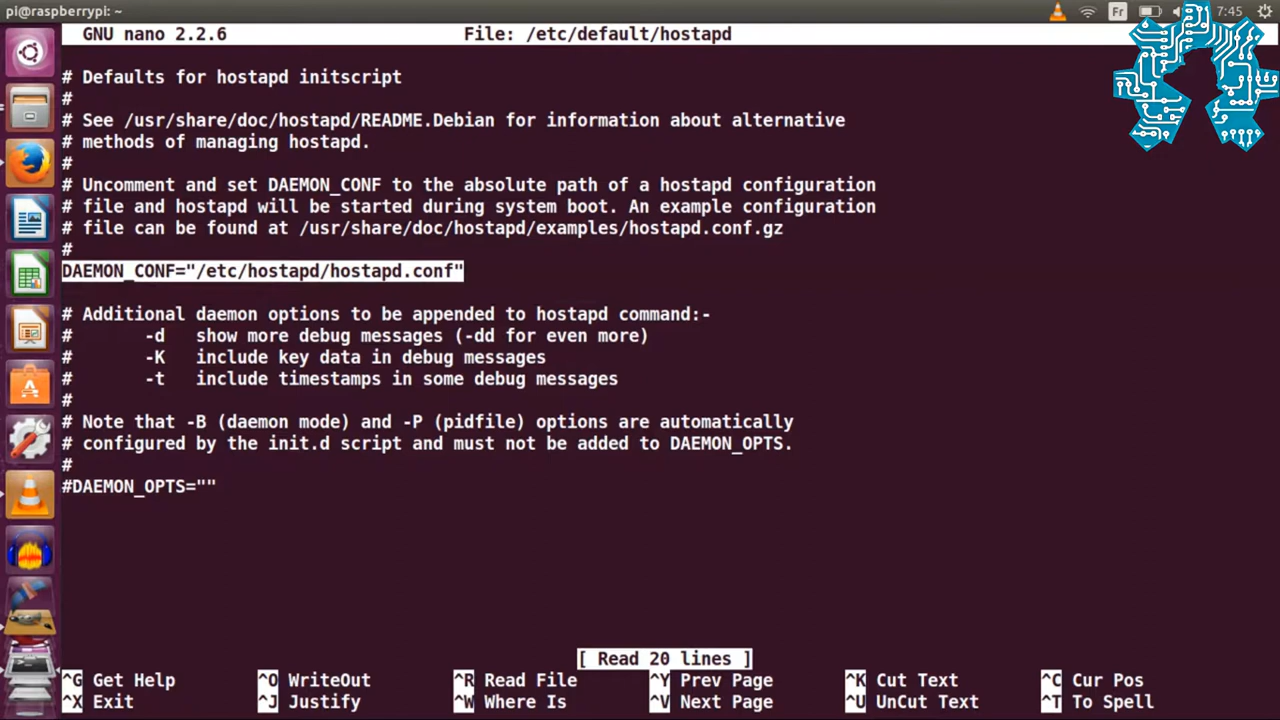 pi@raspberrypi: ~
Fr
7:45
GNU nano 2.2.6 File: /etc/default/hostapd
# Defaults for hostapd initscript
#
# See /usr/share/doc/hostapd/README.Debian for information about alternative
# methods of managing hostapd.
#
# Uncomment and set DAEMON_CONF to the absolute path of a hostapd configuration
# file and hostapd will be started during system boot. An example configuration
# file can be found at /usr/share/doc/hostapd/examples/hostapd.conf.gz
#
DAEMON_CONF="/etc/hostapd/hostapd.conf"
# Additional daemon options to be appended to hostapd command:-
# -d show more debug messages (-dd for even more)
# -K include key data in debug messages
# -t include timestamps in some debug messages
#
# Note that -B (daemon mode) and -P (pidfile) options are automatically
# configured by the init.d script and must not be added to DAEMON_OPTS.
#
#DAEMON_OPTS=""
[ Read 20 lines ]
^G Get Help ^O WriteOut ^R Read File ^Y Prev Page ^K Cut Text ^C Cur Pos
^X Exit ^J Justify ^W Where Is ^V Next Page ^U UnCut Text ^T To Spell